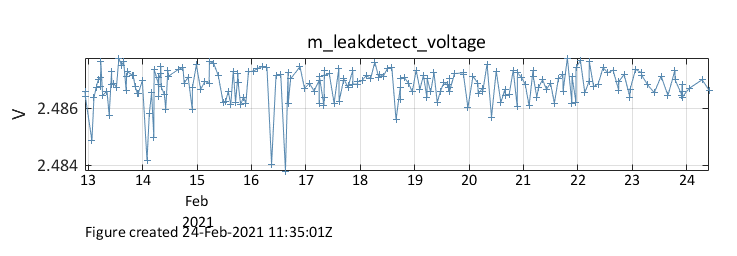 m_leakdetect_voltage
V
2.486
2.484
13 14 15 16 17 18 19 20 21 22 23 24
Feb
2021
Figure created 24-Feb-2021 11:35:01Z